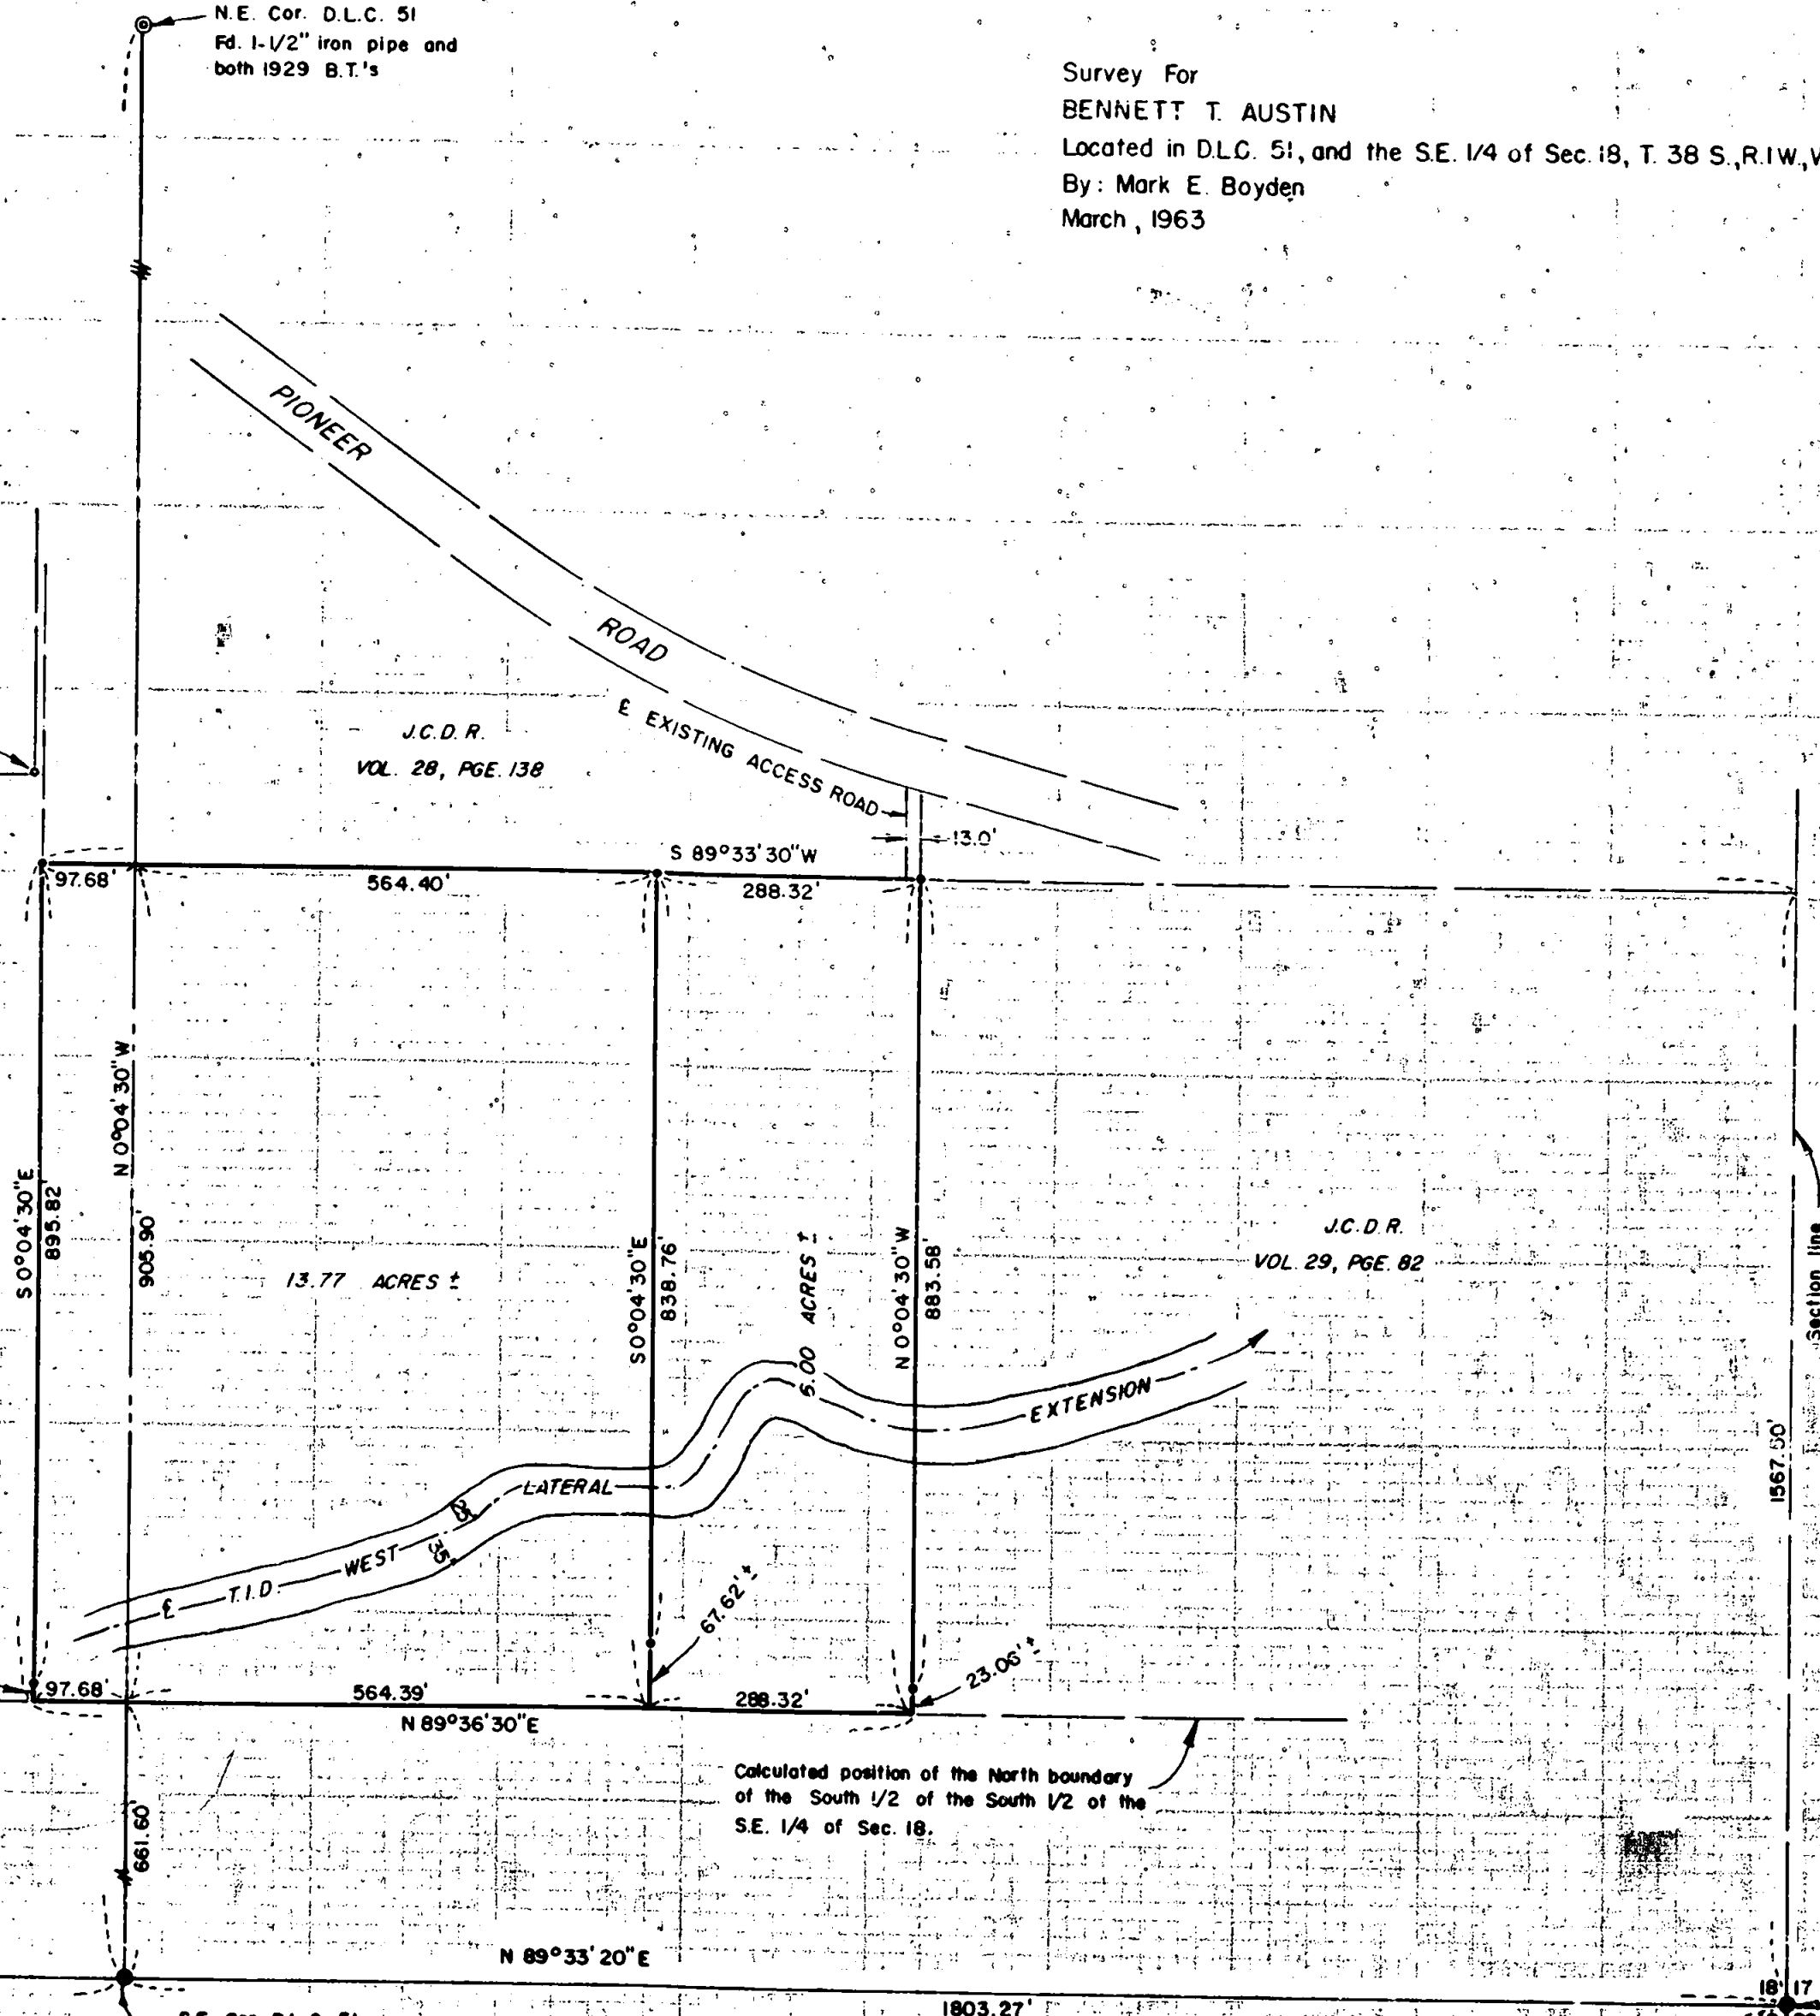 N.E. Cor. D.L.C. 51
Fd. 1-1/2" iron pipe and
both 1929 B.T.'s
Survey For
BENNETT T. AUSTIN
Located in D.L.C. 51, and the S.E. 1/4 of Sec. 18, T. 38 S., R.1W.,
By: Mark E. Boyden
March, 1963
PIONEER
ROAD
J.C.D.R.
VOL. 28, PGE. 138
℄ EXISTING ACCESS ROAD
13.0'
S 89°33'30"W
97.68'
564.40'
288.32'
N 0°04'30"W
905.90'
S 0°04'30"E
895.82'
13.77 ACRES ±
S 0°04'30"E
838.76'
ACRES ±
N 0°04'30"W
883.58'
J.C.D.R.
VOL. 29, PGE. 82
Section line
1567.50'
℄ T.I.D. WEST LATERAL EXTENSION
25'
35'
67.62'±
23.06'±
97.68'
564.39'
288.32'
N 89°36'30"E
Calculated position of the North boundary
of the South 1/2 of the South 1/2 of the
S.E. 1/4 of Sec. 18.
661.60'
N 89°33'20"E
18 17
S.E. Cor. D.L.C. 51
1803.27'